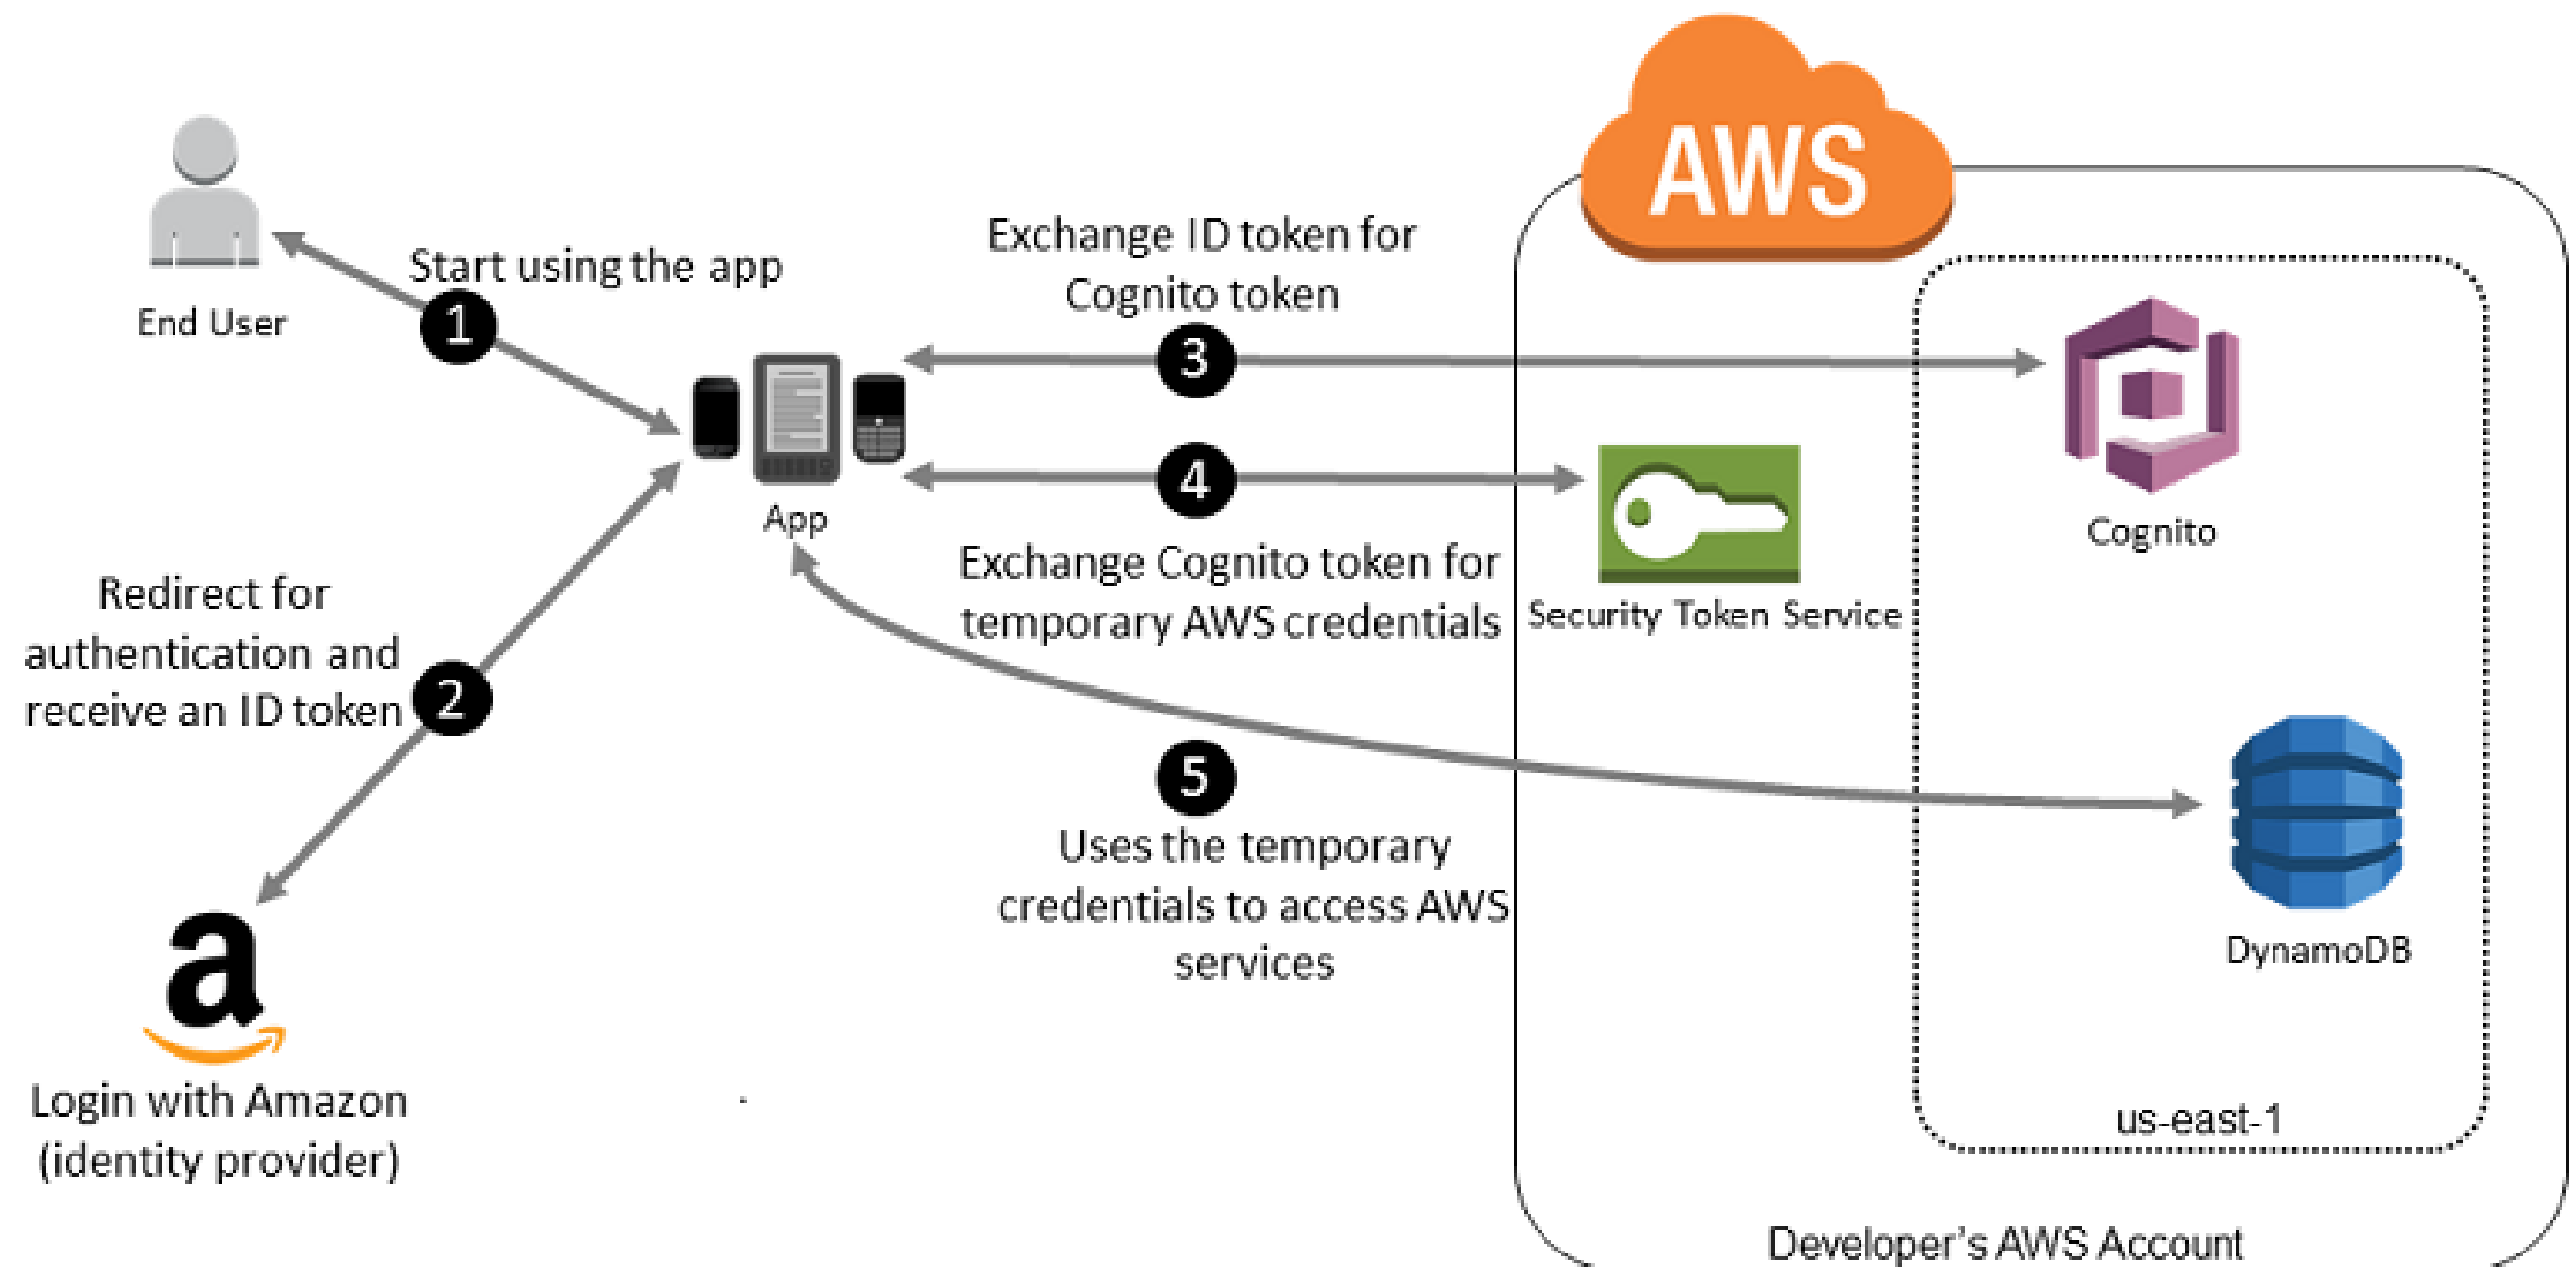 AWS
End User
Start using the app
1
Exchange ID token for
Cognito token
3
4
App
Exchange Cognito token for
temporary AWS credentials
Security Token Service
Cognito
Redirect for
authentication and
receive an ID token
2
5
Uses the temporary
credentials to access AWS
services
DynamoDB
a
Login with Amazon
(identity provider)
us-east-1
Developer's AWS Account